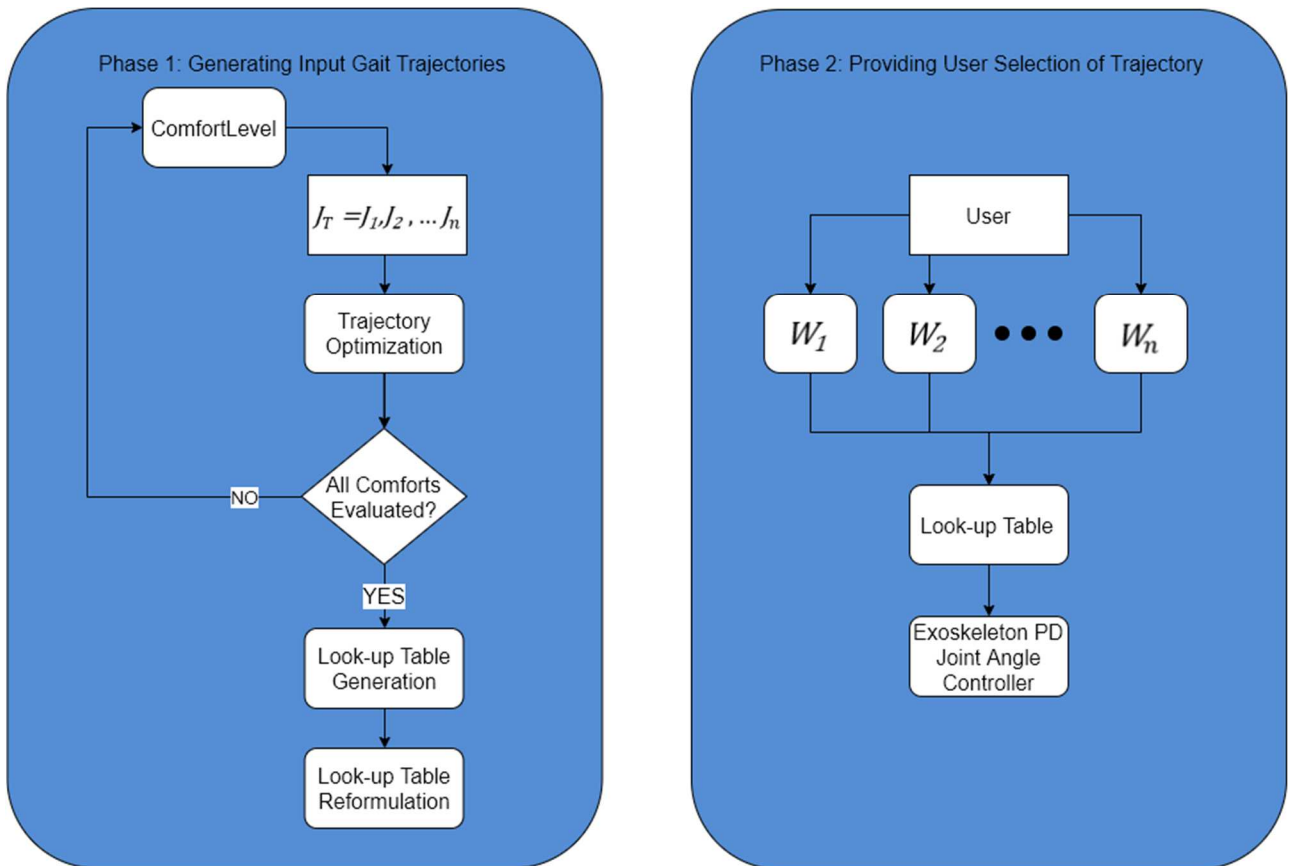 Phase 1: Generating Input Gait Trajectories
ComfortLevel
J_T =J_1,J_2 , ... J_n
Trajectory
Optimization
All Comforts
Evaluated?
NO
YES
Look-up Table
Generation
Look-up Table
Reformulation
Phase 2: Providing User Selection of Trajectory
User
W_1
W_2
•••
W_n
Look-up Table
Exoskeleton PD
Joint Angle
Controller